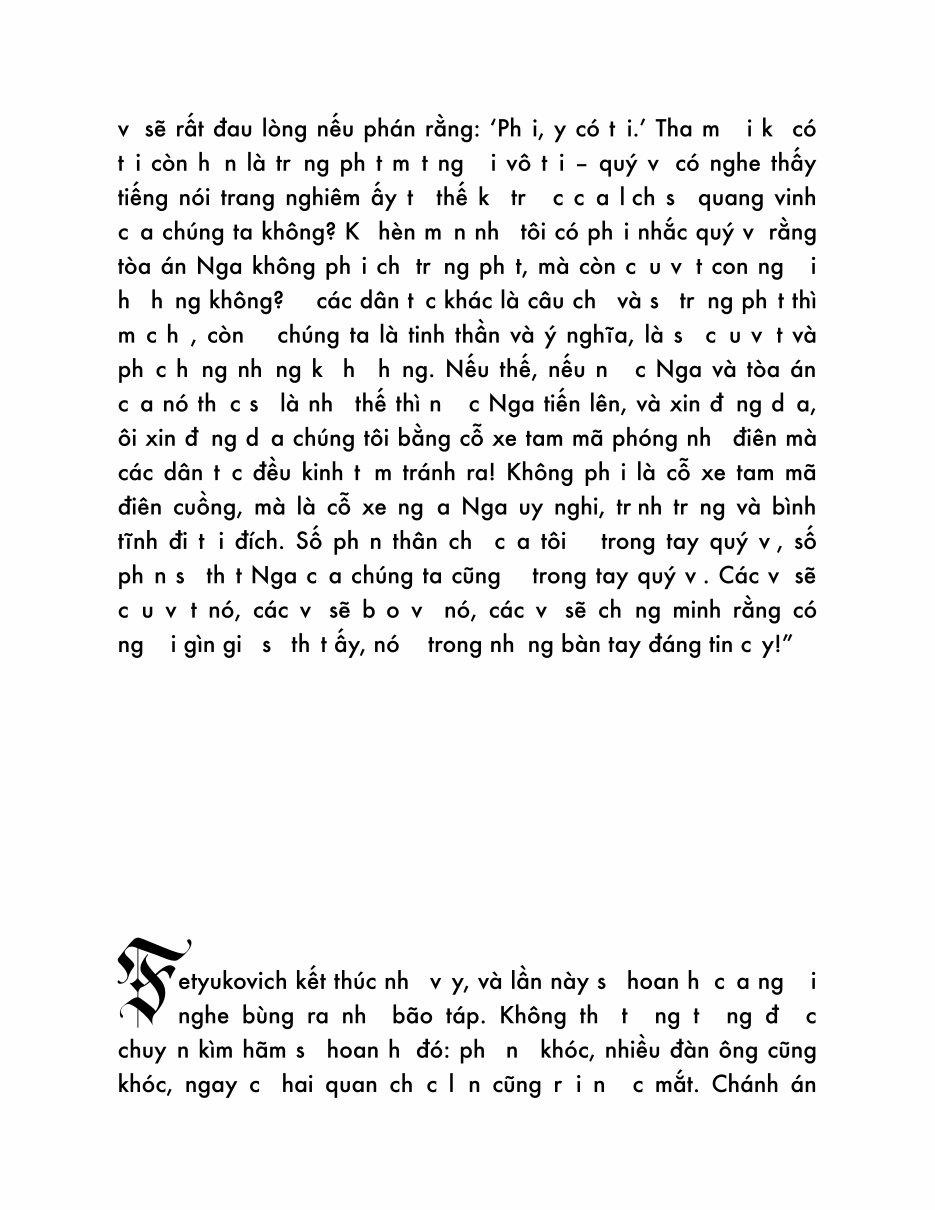 v sẽ rất đau lòng nếu phán rằng: ‘Ph i, y có t i.’ Tha m i k có
t i còn h n là tr ng ph t m t ng i vô t i – quý v có nghe thấy
tiếng nói trang nghiêm ấy t thế k tr c c a l ch s quang vinh
c a chúng ta không? K hèn m n nh tôi có ph i nhắc quý v rằng
tòa án Nga không ph i ch tr ng ph t, mà còn c u v t con ng i
h h ng không? các dân t c khác là câu ch và s tr ng ph t thì
m c h , còn chúng ta là tinh thần và ý nghĩa, là s c u v t và
ph c h ng nh ng k h h ng. Nếu thế, nếu n c Nga và tòa án
c a nó th c s là nh thế thì n c Nga tiến lên, và xin đ ng d a,
ôi xin đ ng d a chúng tôi bằng cỗ xe tam mã phóng nh điên mà
các dân t c đều kinh t m tránh ra! Không ph i là cỗ xe tam mã
điên cuồng, mà là cỗ xe ng a Nga uy nghi, tr nh tr ng và bình
tĩnh đi t i đích. Số ph n thân ch c a tôi trong tay quý v , số
ph n s th t Nga c a chúng ta cũng trong tay quý v . Các v sẽ
c u v t nó, các v sẽ b o v nó, các v sẽ ch ng minh rằng có
ng i gìn gi s th t ấy, nó trong nh ng bàn tay đáng tin c y!”
Fetyukovich kết thúc nh v y, và lần này s hoan h c a ng i
nghe bùng ra nh bão táp. Không th t ng t ng đ c
chuy n kìm hãm s hoan h đó: ph n khóc, nhiều đàn ông cũng
khóc, ngay c hai quan ch c l n cũng r i n c mắt. Chánh án